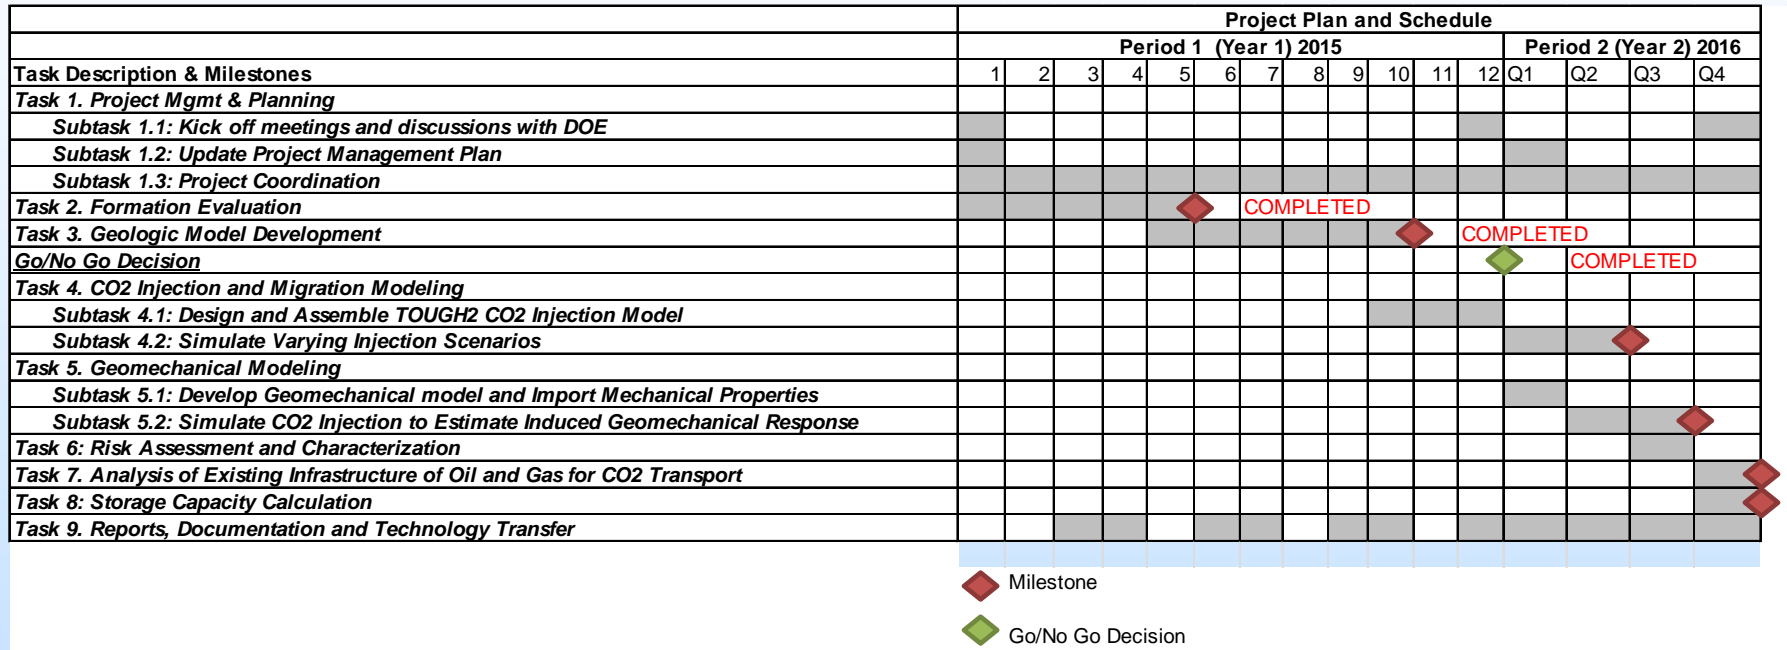 Project Plan and Schedule
Period 1 (Year 1) 2015 Period 2 (Year 2) 2016
Task Description & Milestones 1 2 3 4 5 6 7 8 9 10 11 12 Q1 Q2 Q3 Q4
Task 1. Project Mgmt & Planning
Subtask 1.1: Kick off meetings and discussions with DOE
Subtask 1.2: Update Project Management Plan
Subtask 1.3: Project Coordination
Task 2. Formation Evaluation COMPLETED
Task 3. Geologic Model Development COMPLETED
Go/No Go Decision COMPLETED
Task 4. CO2 Injection and Migration Modeling
Subtask 4.1: Design and Assemble TOUGH2 CO2 Injection Model
Subtask 4.2: Simulate Varying Injection Scenarios
Task 5. Geomechanical Modeling
Subtask 5.1: Develop Geomechanical model and Import Mechanical Properties
Subtask 5.2: Simulate CO2 Injection to Estimate Induced Geomechanical Response
Task 6: Risk Assessment and Characterization
Task 7. Analysis of Existing Infrastructure of Oil and Gas for CO2 Transport
Task 8: Storage Capacity Calculation
Task 9. Reports, Documentation and Technology Transfer
Milestone
Go/No Go Decision